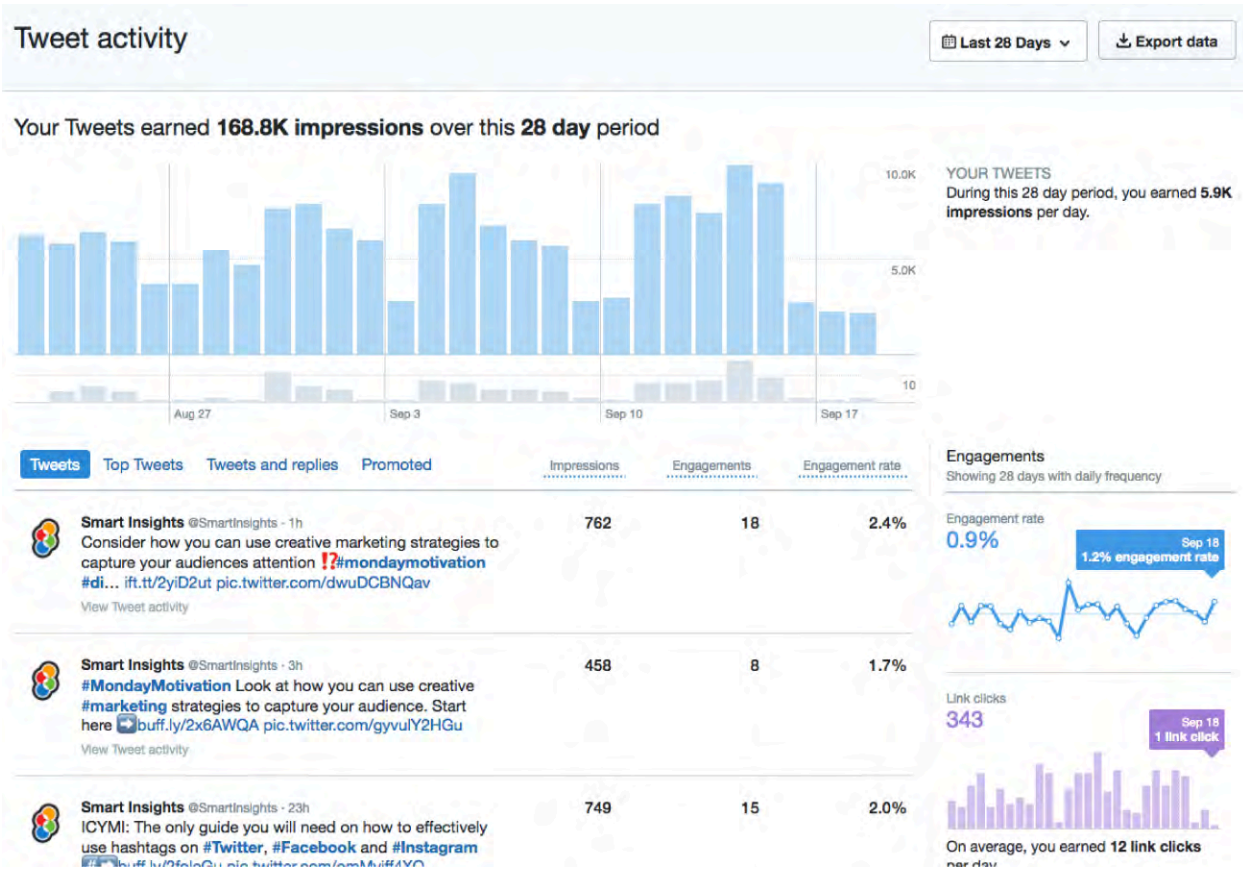 Tweet activity
Last 28 Days
Export data
Your Tweets earned 168.8K impressions over this 28 day period
10.0K
5.0K
10
Aug 27
Sep 3
Sep 10
Sep 17
YOUR TWEETS
During this 28 day period, you earned 5.9K
impressions per day.
Tweets Top Tweets Tweets and replies Promoted Impressions Engagements Engagement rate
Smart Insights @SmartInsights - 1h 762 18 2.4%
Consider how you can use creative marketing strategies to
capture your audiences attention ⁉️#mondaymotivation
#di... ift.tt/2yiD2ut pic.twitter.com/dwuDCBNQav
View Tweet activity
Smart Insights @SmartInsights - 3h 458 8 1.7%
#MondayMotivation Look at how you can use creative
#marketing strategies to capture your audience. Start
here ➡️buff.ly/2x6AWQA pic.twitter.com/gyvulY2HGu
View Tweet activity
Smart Insights @SmartInsights - 23h 749 15 2.0%
ICYMI: The only guide you will need on how to effectively
use hashtags on #Twitter, #Facebook and #Instagram
Engagements
Showing 28 days with daily frequency
Engagement rate
0.9%
Sep 18
1.2% engagement rate
Link clicks
343
Sep 18
1 link click
On average, you earned 12 link clicks
per day